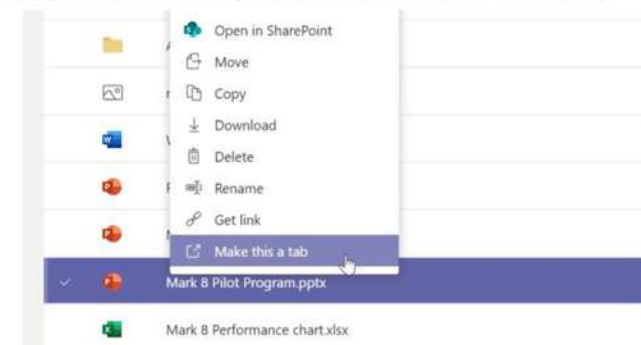 Open in SharePoint
Move
Copy
Download
Delete
Rename
Get link
Make this a tab
Mark 8 Pilot Program.pptx
Mark 8 Performance chart.xlsx